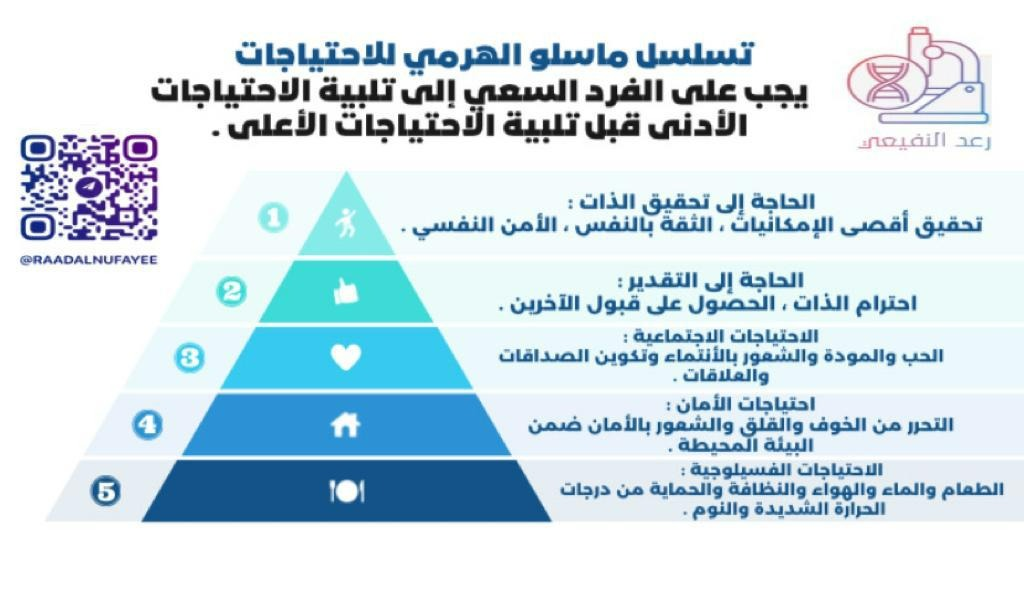 تسلسل ماسلو الهرمي للاحتياجات
يجب على الفرد السعي إلى تلبية الاحتياجات
الأدنى قبل تلبية الاحتياجات الأعلى .
رعد النفيعي
@RAADALNUFAYEE
1
الحاجة إلى تحقيق الذات :
تحقيق أقصى الإمكانيات ، الثقة بالنفس ، الأمن النفسي .
2
الحاجة إلى التقدير :
احترام الذات ، الحصول على قبول الآخرين .
3
الاحتياجات الاجتماعية :
الحب والمودة والشعور بالأنتماء وتكوين الصداقات
والعلاقات .
4
احتياجات الأمان :
التحرر من الخوف والقلق والشعور بالأمان ضمن
البيئة المحيطة .
5
الاحتياجات الفسيلوجية :
الطعام والماء والهواء والنظافة والحماية من درجات
الحرارة الشديدة والنوم .